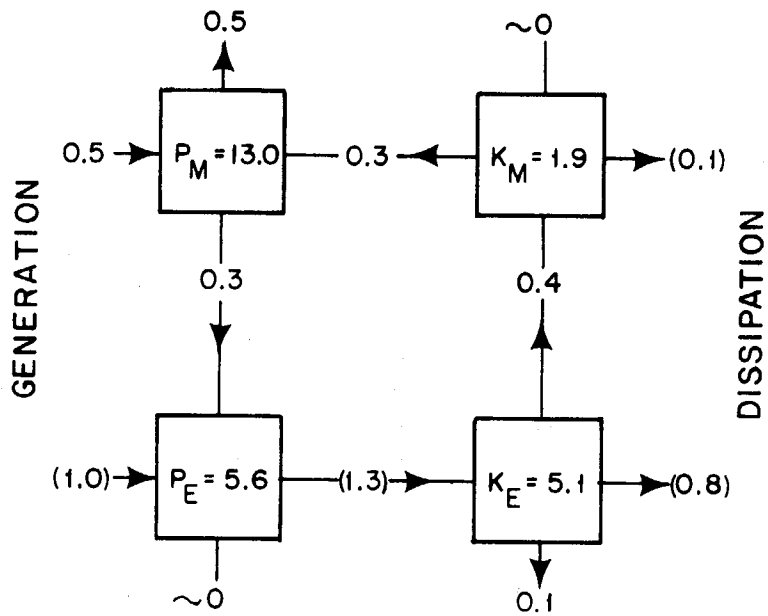 0.5
~0
0.5
P_M = 13.0
0.3
K_M = 1.9
(0.1)
GENERATION
0.3
0.4
DISSIPATION
(1.0)
P_E = 5.6
(1.3)
K_E = 5.1
(0.8)
~0
0.1